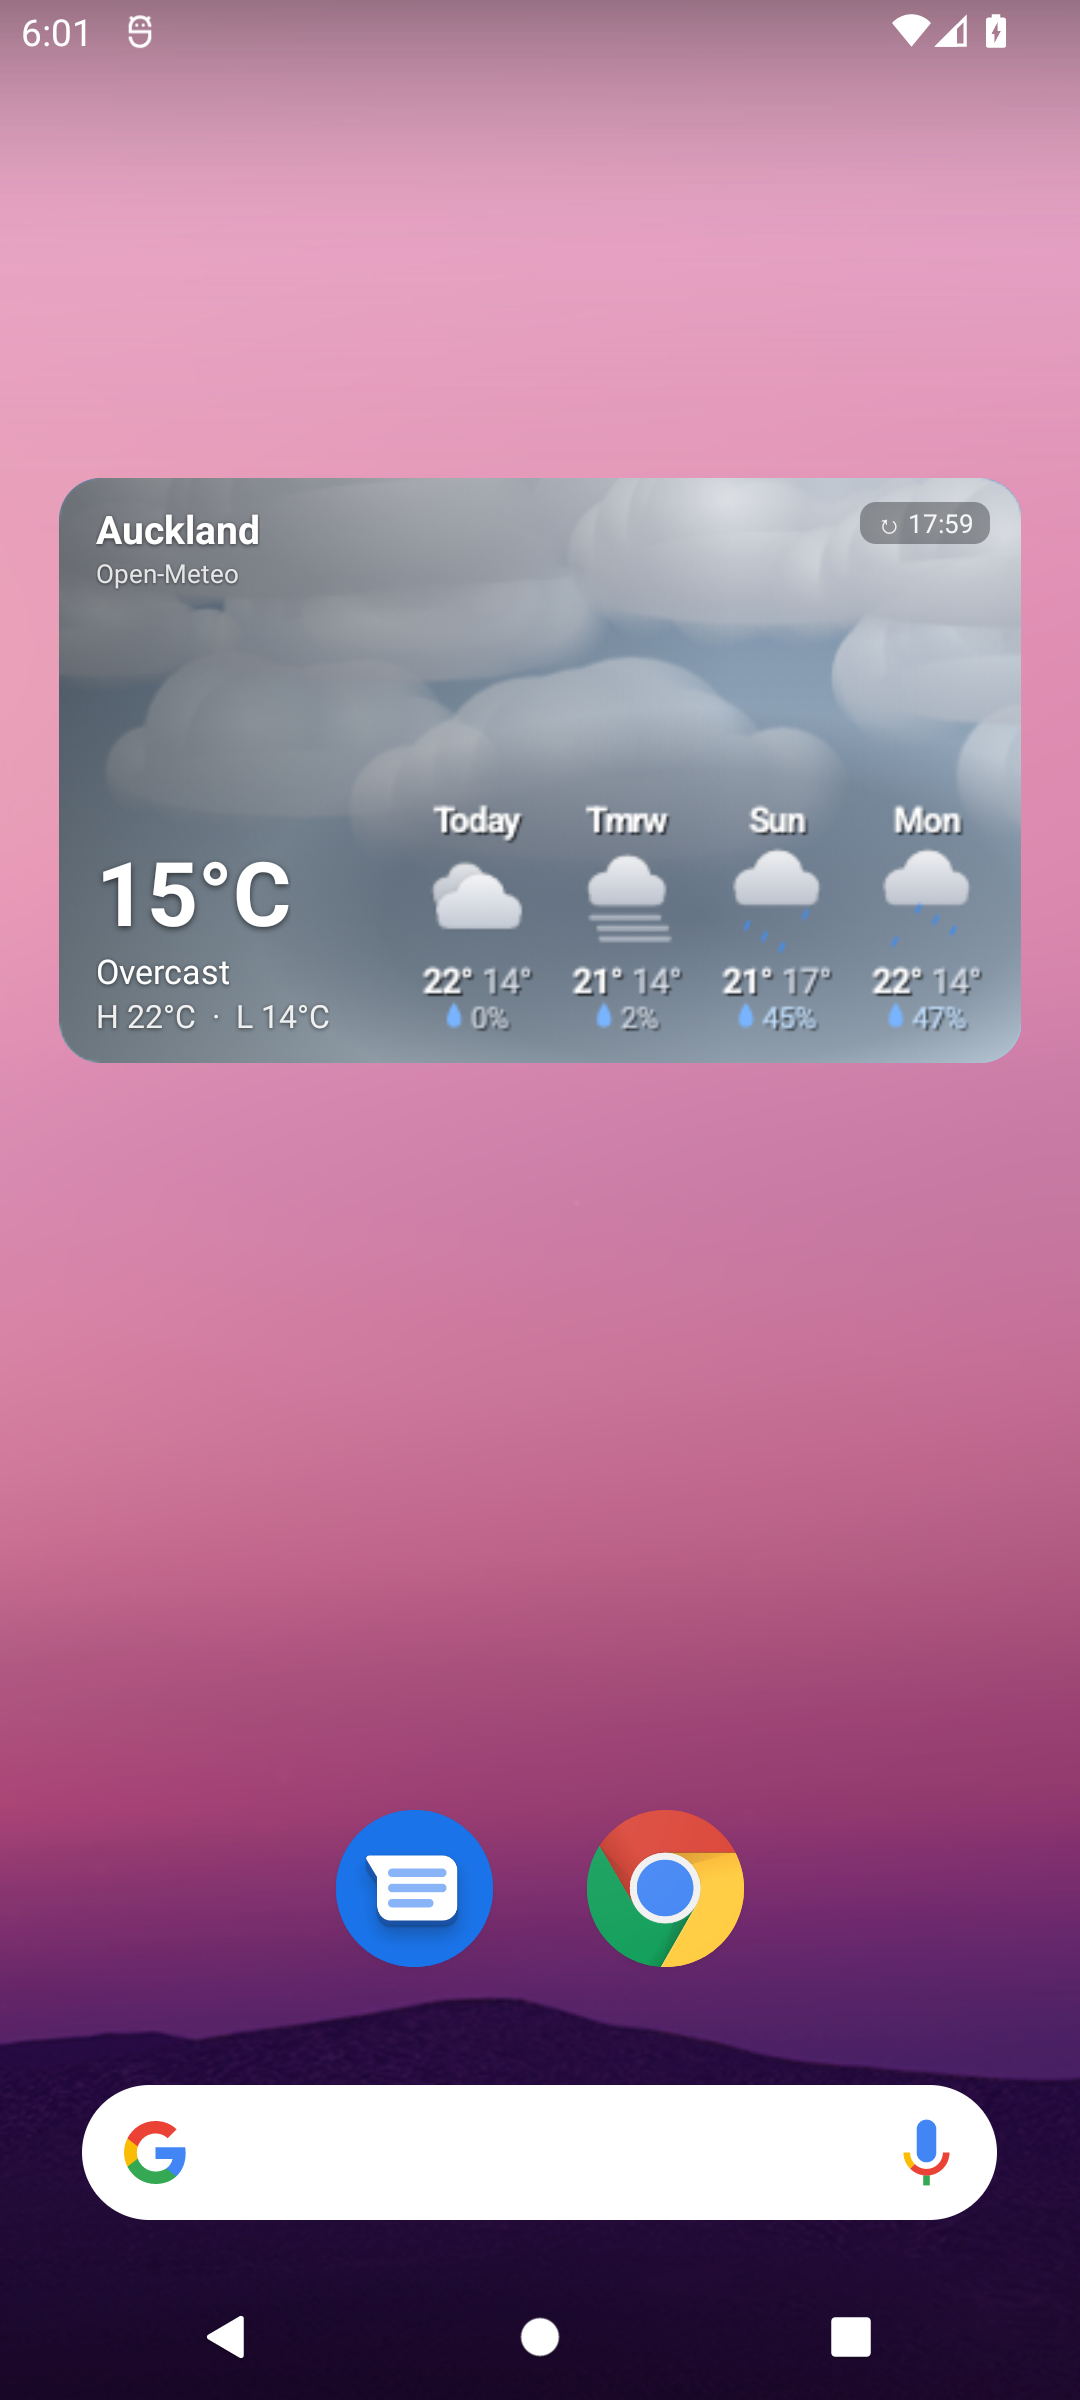 6:01
Auckland
↻ 17:59
Open-Meteo
Today Tmrw Sun Mon
15°C
Overcast
22° 14° 21° 14° 21° 17° 22° 14°
H 22°C · L 14°C
0% 2% 45% 47%